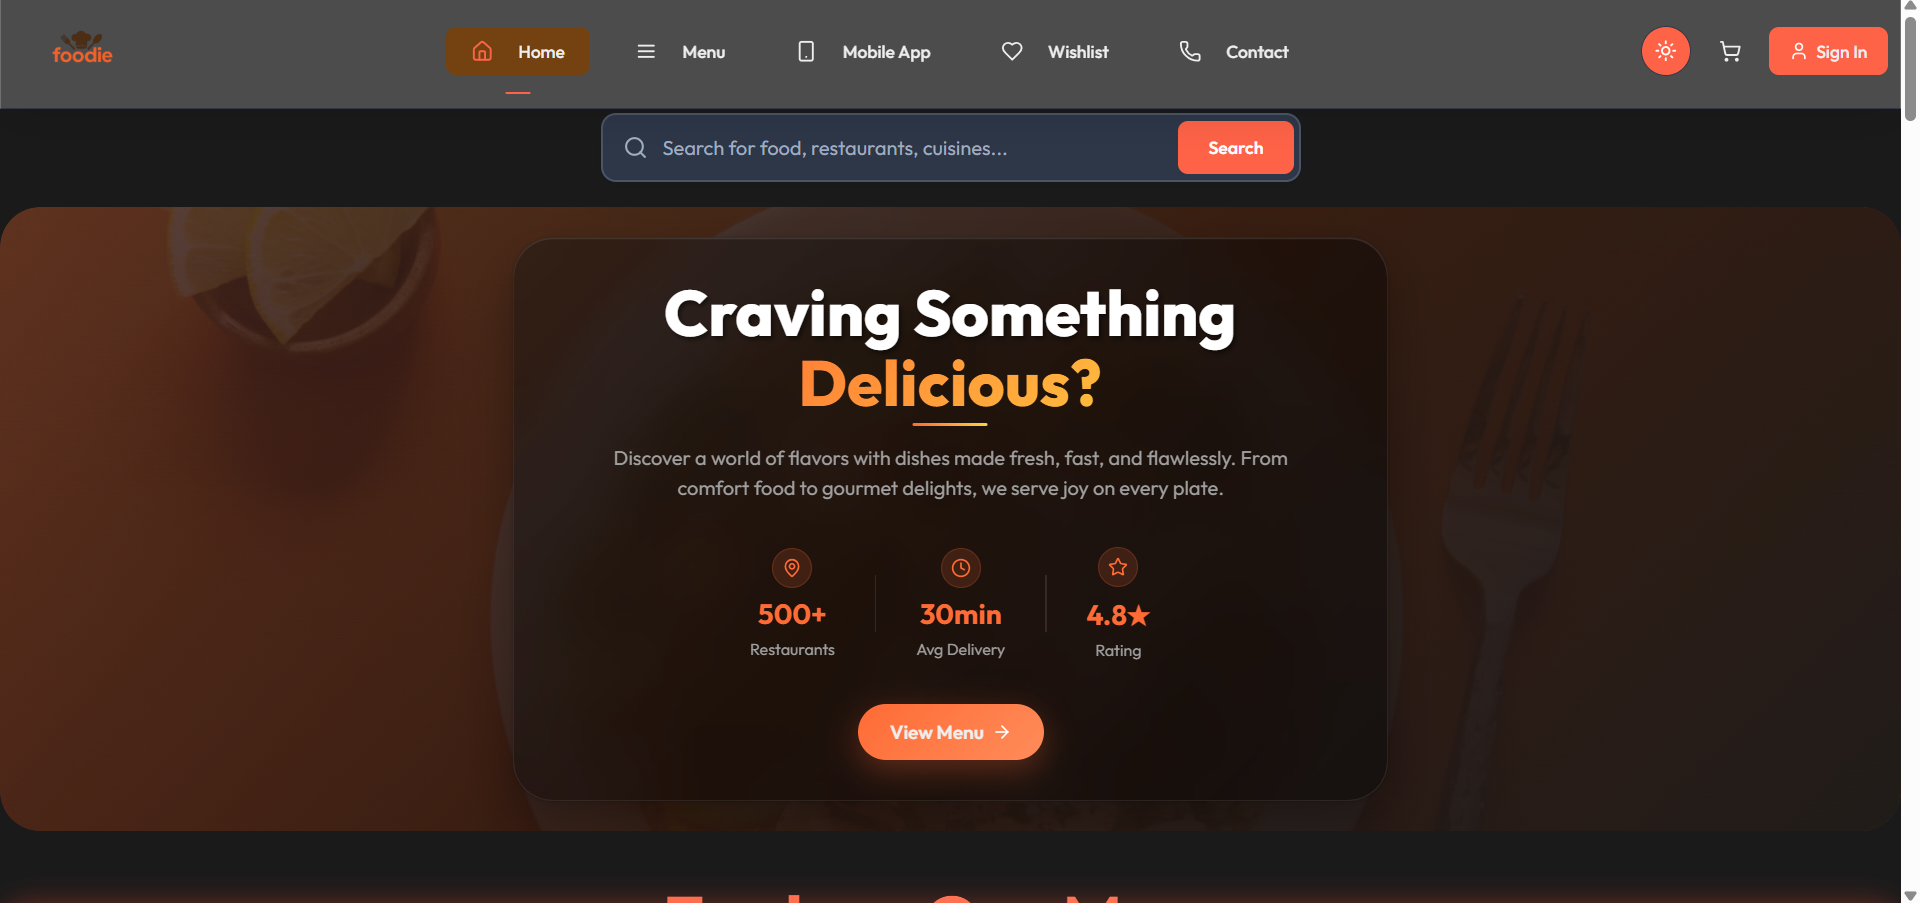 foodie
Home
Menu
Mobile App
Wishlist
Contact
Sign In
Search for food, restaurants, cuisines...
Search
Craving Something
Delicious?
Discover a world of flavors with dishes made fresh, fast, and flawlessly. From
comfort food to gourmet delights, we serve joy on every plate.
500+
Restaurants
30min
Avg Delivery
4.8★
Rating
View Menu →